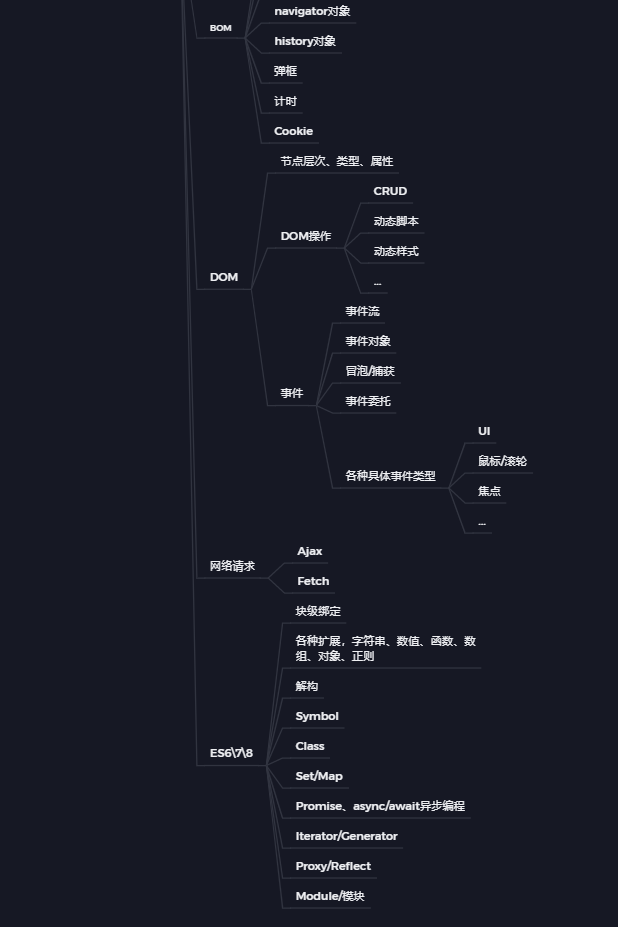 navigator对象
BOM
history对象
弹框
计时
Cookie
节点层次、类型、属性
CRUD
动态脚本
DOM操作
动态样式
DOM
...
事件流
事件对象
冒泡/捕获
事件
事件委托
UI
鼠标/滚轮
各种具体事件类型
焦点
...
Ajax
网络请求
Fetch
块级绑定
各种扩展，字符串、数值、函数、数
组、对象、正则
解构
Symbol
Class
ES6\7\8
Set/Map
Promise、async/await异步编程
Iterator/Generator
Proxy/Reflect
Module/模块